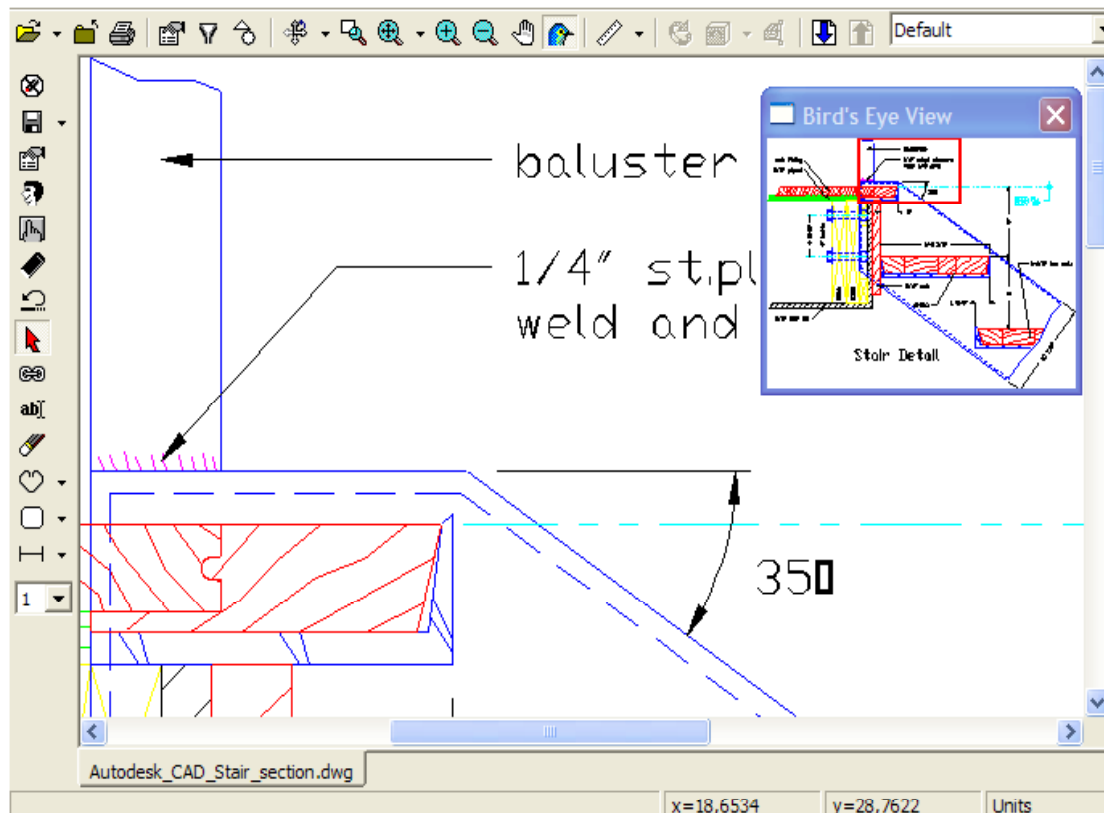 Default
Bird's Eye View
Stair Detail
baluster
1/4" st.pl
weld and
35
ab
1
Autodesk_CAD_Stair_section.dwg
x=18,6534
y=28,7622
Units